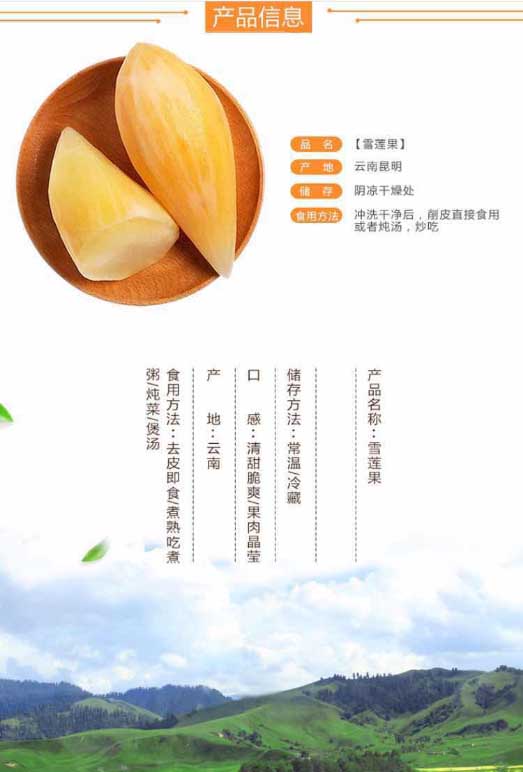 产品信息
品 名 【雪莲果】
产 地 云南昆明
储 存 阴凉干燥处
食用方法 冲洗干净后，削皮直接食用
或者炖汤，炒吃
产品名称：雪莲果
储存方法：常温/冷藏
口 感：清甜脆爽/果肉晶莹
产 地：云南
食用方法：去皮即食/煮熟吃煮
粥/炖菜/煲汤